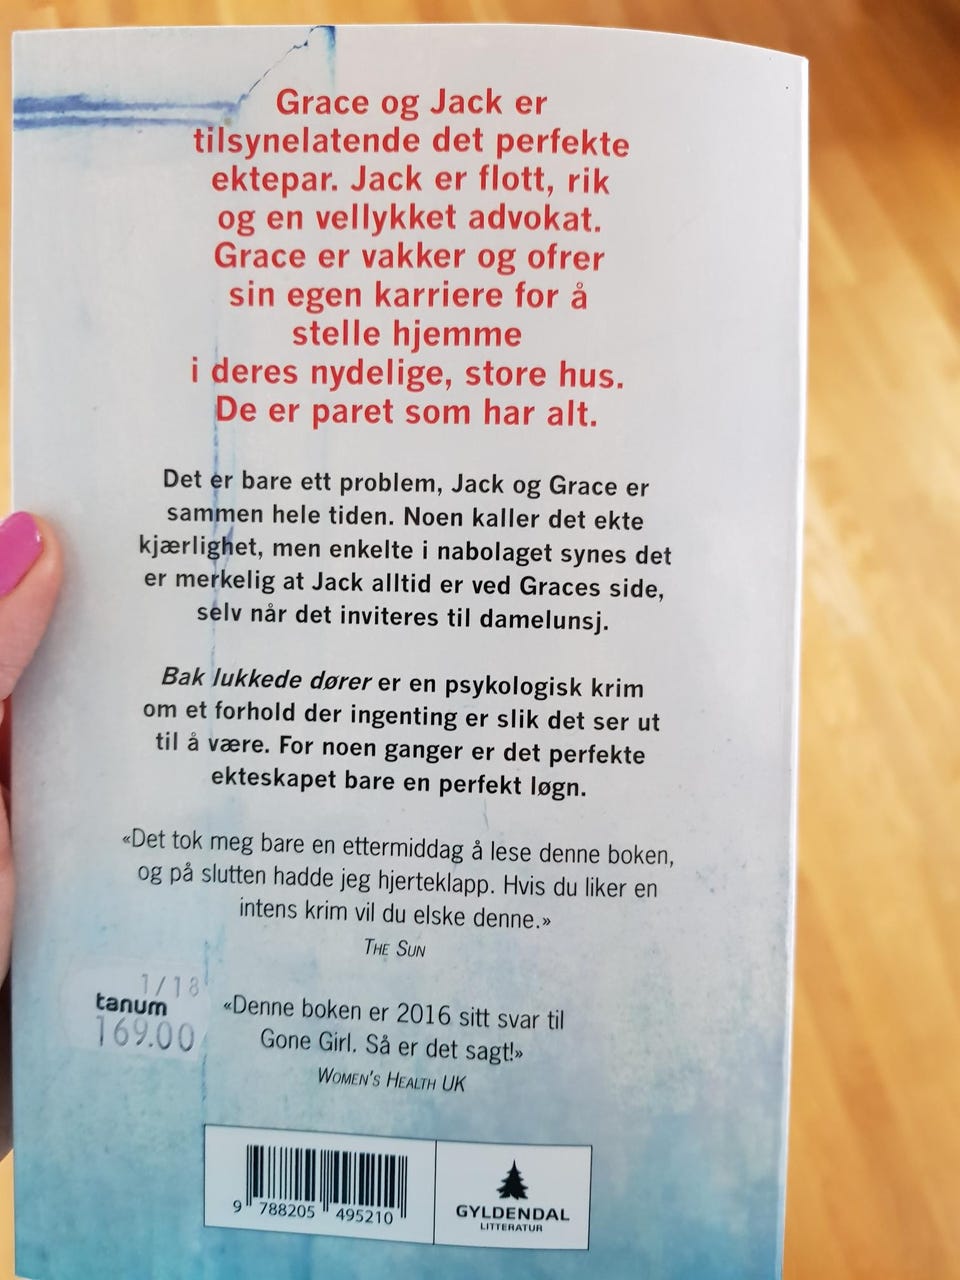 Grace og Jack er
tilsynelatende det perfekte
ektepar. Jack er flott, rik
og en vellykket advokat.
Grace er vakker og ofrer
sin egen karriere for å
stelle hjemme
i deres nydelige, store hus.
De er paret som har alt.
Det er bare ett problem, Jack og Grace er
sammen hele tiden. Noen kaller det ekte
kjærlighet, men enkelte i nabolaget synes det
er merkelig at Jack alltid er ved Graces side,
selv når det inviteres til damelunsj.
Bak lukkede dører er en psykologisk krim
om et forhold der ingenting er slik det ser ut
til å være. For noen ganger er det perfekte
ekteskapet bare en perfekt løgn.
«Det tok meg bare en ettermiddag å lese denne boken,
og på slutten hadde jeg hjerteklapp. Hvis du liker en
intens krim vil du elske denne.»
THE SUN
1/18
tanum
169.00
«Denne boken er 2016 sitt svar til
Gone Girl. Så er det sagt!»
WOMEN'S HEALTH UK
9 788205 495210
GYLDENDAL
LITTERATUR